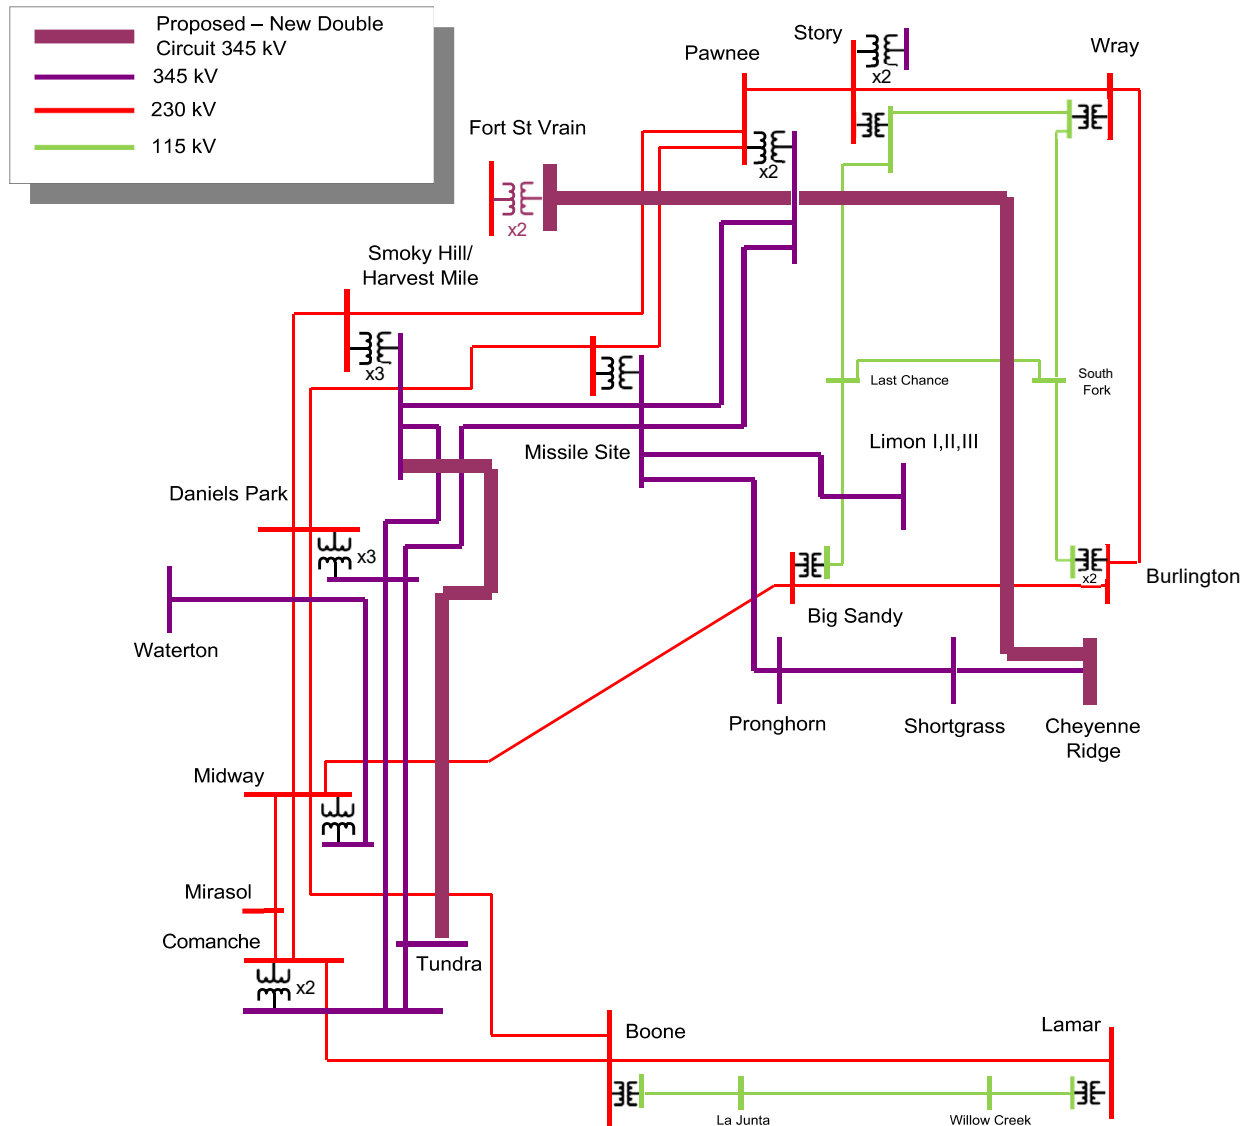 Proposed – New Double
Circuit 345 kV
345 kV
230 kV
115 kV
Story
Pawnee
Wray
x2
Fort St Vrain
x2
x2
Smoky Hill/
Harvest Mile
x3
Last Chance
South
Fork
Missile Site
Limon I,II,III
Daniels Park
x3
x2
Burlington
Big Sandy
Waterton
Pronghorn
Shortgrass
Cheyenne
Ridge
Midway
Mirasol
Comanche
Tundra
x2
Boone
Lamar
La Junta
Willow Creek